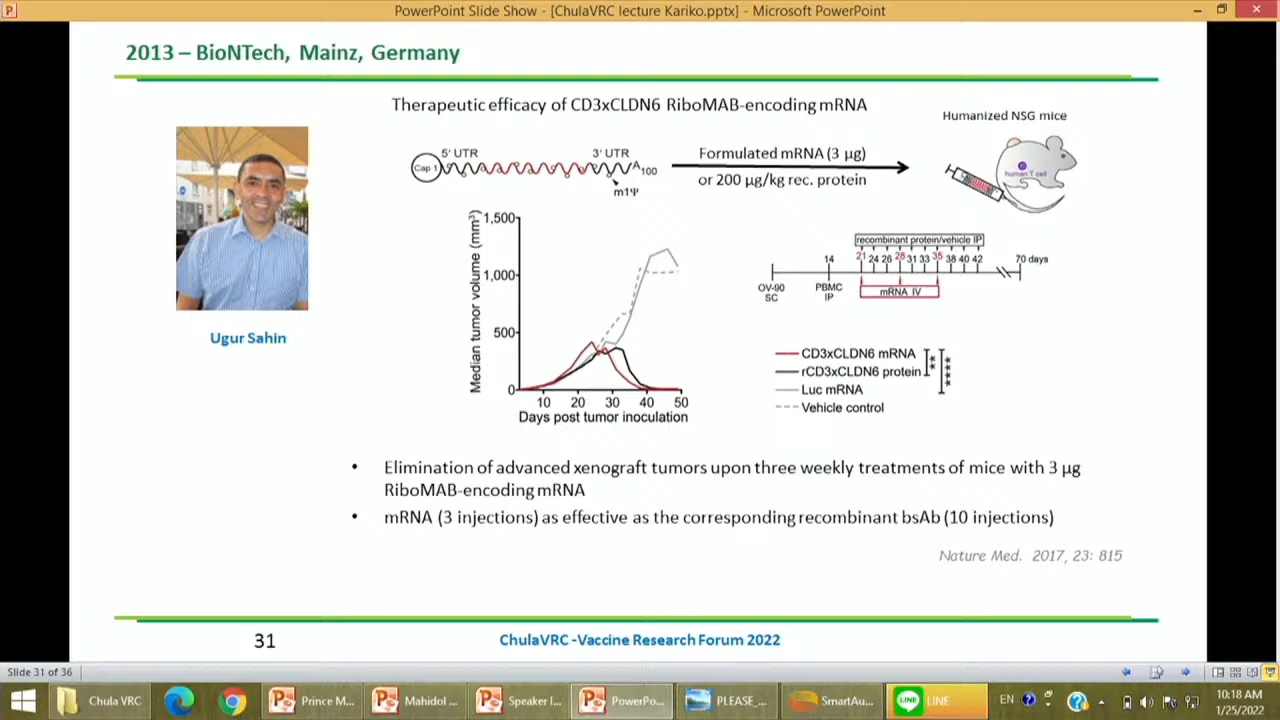 PowerPoint Slide Show - [ChulaVRC lecture Kariko.pptx] - Microsoft PowerPoint
2013 – BioNTech, Mainz, Germany
Therapeutic efficacy of CD3xCLDN6 RiboMAB-encoding mRNA
Humanized NSG mice
Cap 1
5' UTR
3' UTR
A100
m1Ψ
Formulated mRNA (3 µg)
or 200 µg/kg rec. protein
human T cell
Ugur Sahin
Median tumor volume (mm³)
1,500
1,000
500
0
10 20 30 40 50
Days post tumor inoculation
recombinant protein/vehicle IP
14 21 24 26 28 31 33 35 38 40 42 70 days
OV-90
SC
PBMC
IP
mRNA IV
CD3xCLDN6 mRNA
rCD3xCLDN6 protein
Luc mRNA
Vehicle control
**
****
• Elimination of advanced xenograft tumors upon three weekly treatments of mice with 3 µg
RiboMAB-encoding mRNA
• mRNA (3 injections) as effective as the corresponding recombinant bsAb (10 injections)
Nature Med. 2017, 23: 815
31
ChulaVRC -Vaccine Research Forum 2022
Slide 31 of 36
Chula VRC
Prince M...
Mahidol ...
Speaker I...
PowerPo...
PLEASE_...
SmartAu...
LINE
LINE
EN
10:18 AM
1/25/2022